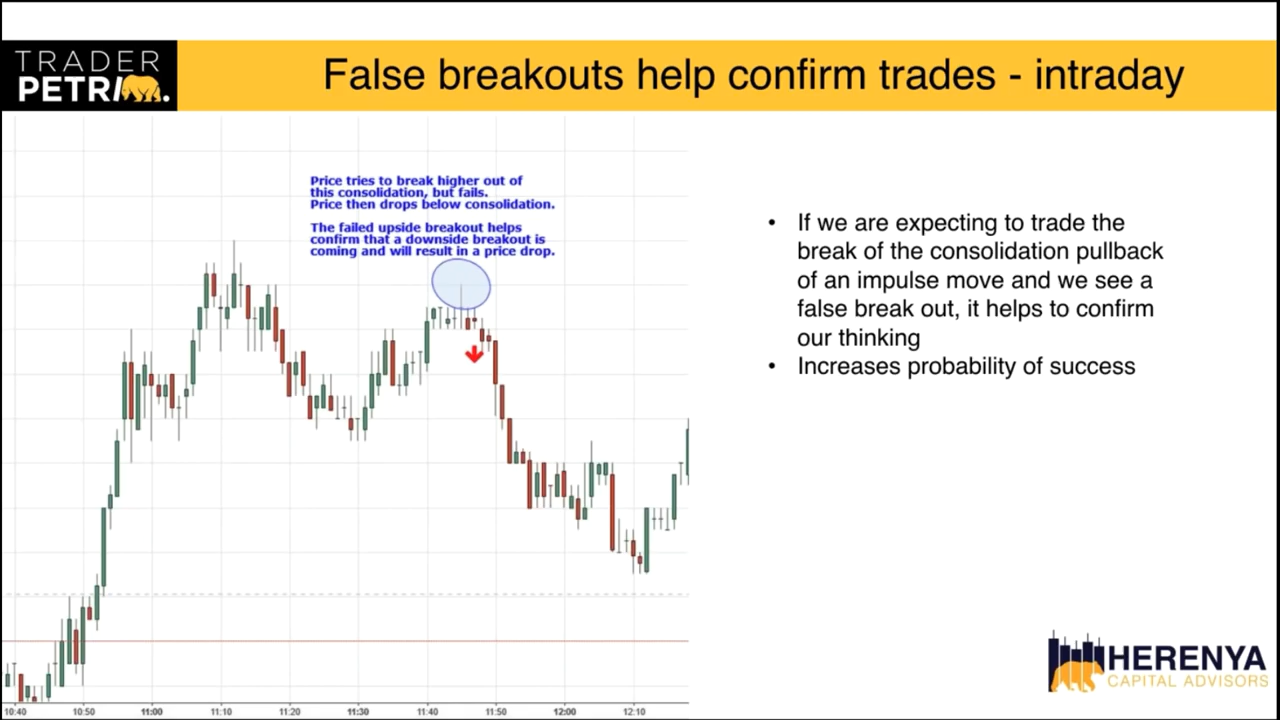 TRADER
PETRI.
False breakouts help confirm trades - intraday
Price tries to break higher out of
this consolidation, but fails.
Price then drops below consolidation.
The failed upside breakout helps
confirm that a downside breakout is
coming and will result in a price drop.
• If we are expecting to trade the
break of the consolidation pullback
of an impulse move and we see a
false break out, it helps to confirm
our thinking
• Increases probability of success
10:40 10:50 11:00 11:10 11:20 11:30 11:40 11:50 12:00 12:10
HERENYA
CAPITAL ADVISORS